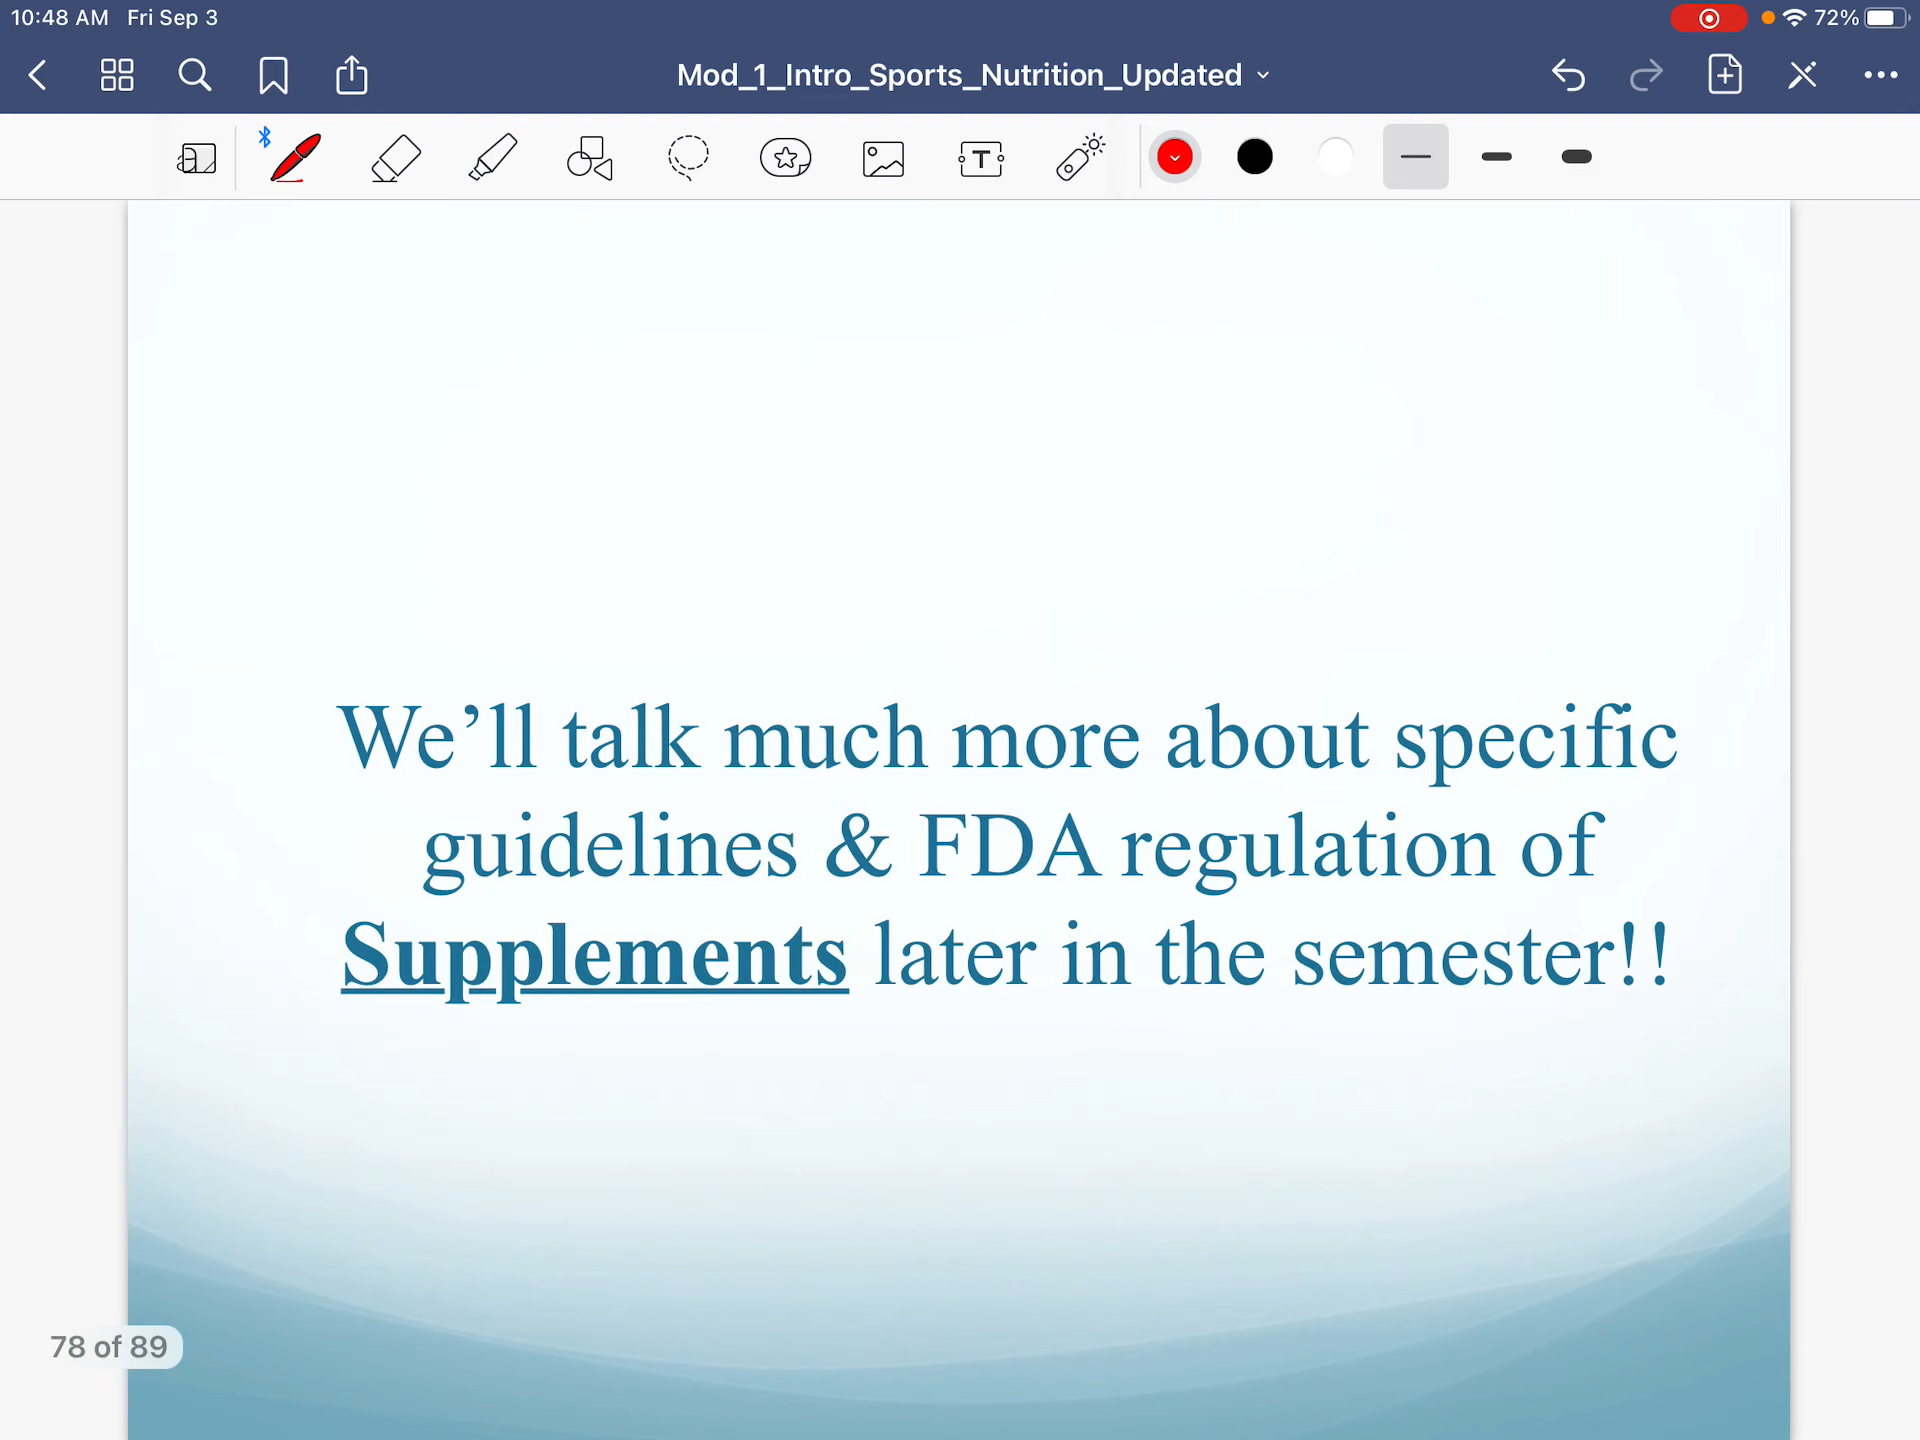 10:48 AM Fri Sep 3
72%
Mod_1_Intro_Sports_Nutrition_Updated
We’ll talk much more about specific
guidelines & FDA regulation of
Supplements later in the semester!!
78 of 89